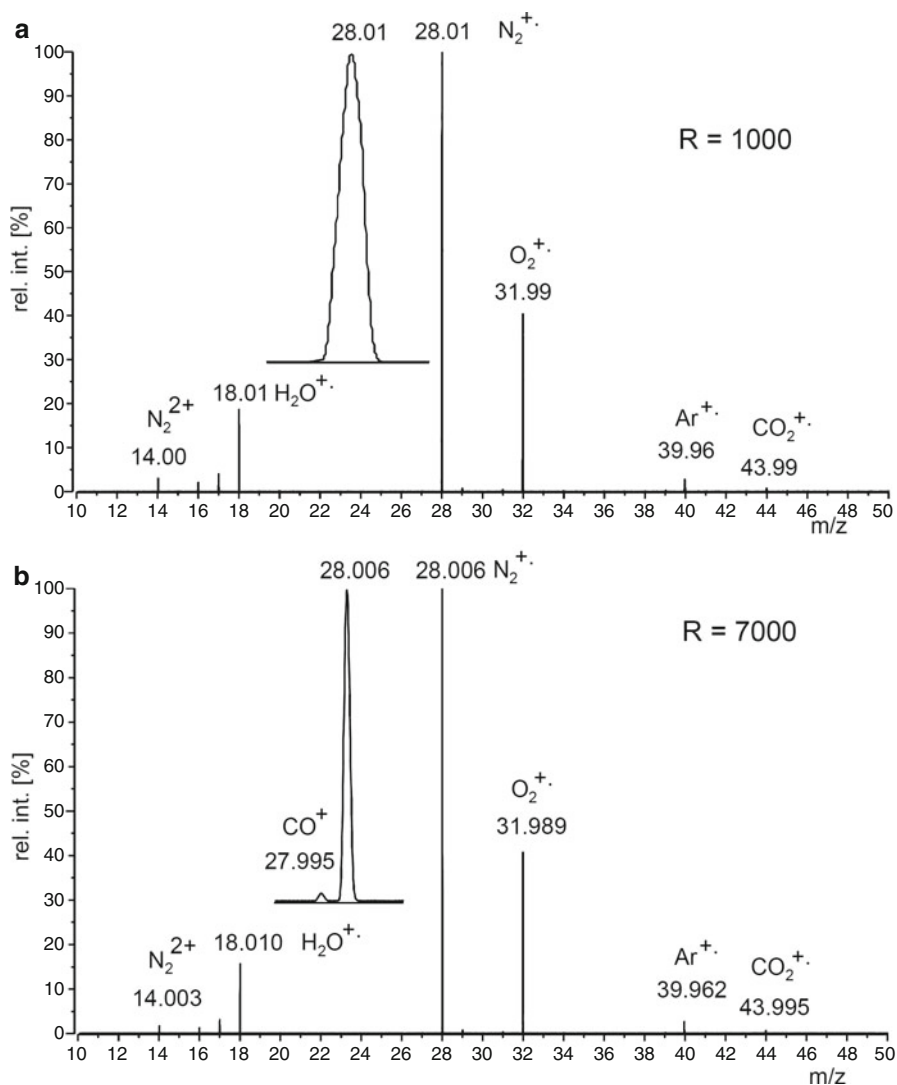 a
28.01 28.01 N₂⁺·
R = 1000
rel. int. [%]
100
90
80
70
60
50
40
30
20
10
0
O₂⁺·
31.99
18.01 H₂O⁺·
N₂²⁺
14.00
Ar⁺·
39.96
CO₂⁺·
43.99
10 12 14 16 18 20 22 24 26 28 30 32 34 36 38 40 42 44 46 48 50
m/z
b
28.006 28.006 N₂⁺·
R = 7000
rel. int. [%]
100
90
80
70
60
50
40
30
20
10
0
O₂⁺·
31.989
CO⁺
27.995
18.010 H₂O⁺·
N₂²⁺
14.003
Ar⁺·
39.962
CO₂⁺·
43.995
10 12 14 16 18 20 22 24 26 28 30 32 34 36 38 40 42 44 46 48 50
m/z